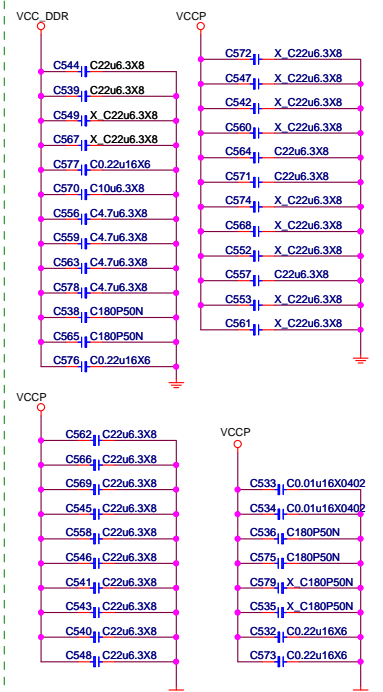 VCC_DDR
C544 C22u6.3X8
C539 C22u6.3X8
C549 X_C22u6.3X8
C567 X_C22u6.3X8
C577 C0.22u16X6
C570 C10u6.3X8
C556 C4.7u6.3X8
C559 C4.7u6.3X8
C563 C4.7u6.3X8
C578 C4.7u6.3X8
C538 C180P50N
C565 C180P50N
C576 C0.22u16X6
VCCP
C572 X_C22u6.3X8
C547 X_C22u6.3X8
C542 X_C22u6.3X8
C560 X_C22u6.3X8
C564 C22u6.3X8
C571 C22u6.3X8
C574 X_C22u6.3X8
C568 X_C22u6.3X8
C552 X_C22u6.3X8
C557 C22u6.3X8
C553 X_C22u6.3X8
C561 X_C22u6.3X8
VCCP
C562 C22u6.3X8
C566 C22u6.3X8
C569 C22u6.3X8
C545 C22u6.3X8
C558 C22u6.3X8
C546 C22u6.3X8
C541 C22u6.3X8
C543 C22u6.3X8
C540 C22u6.3X8
C548 C22u6.3X8
VCCP
C533 C0.01u16X0402
C534 C0.01u16X0402
C536 C180P50N
C575 C180P50N
C579 X_C180P50N
C535 X_C180P50N
C532 C0.22u16X6
C573 C0.22u16X6